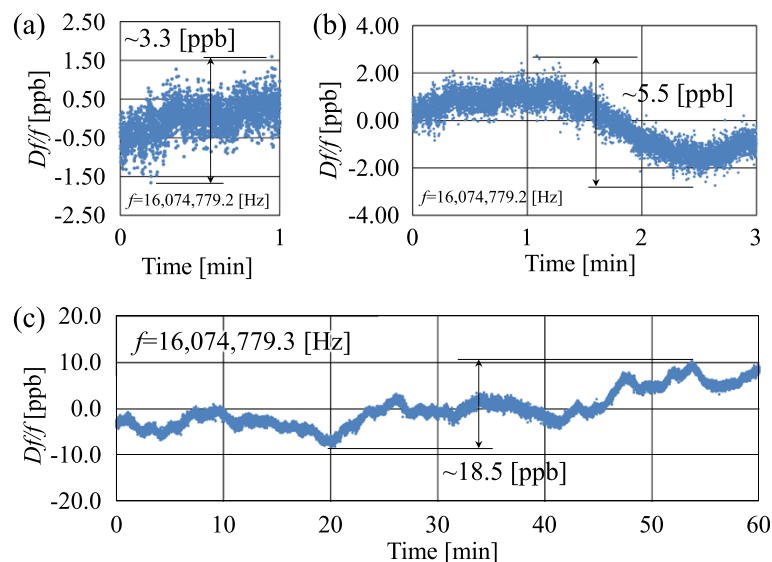 (a)
2.50
1.50
0.50
-0.50
-1.50
-2.50
Df/f [ppb]
~3.3 [ppb]
f=16,074,779.2 [Hz]
0
1
Time [min]
(b)
4.00
2.00
0.00
-2.00
-4.00
Df/f [ppb]
~5.5 [ppb]
f=16,074,779.2 [Hz]
0
1
2
3
Time [min]
(c)
20.0
10.0
0.0
-10.0
-20.0
Df/f [ppb]
f=16,074,779.3 [Hz]
~18.5 [ppb]
0
10
20
30
40
50
60
Time [min]